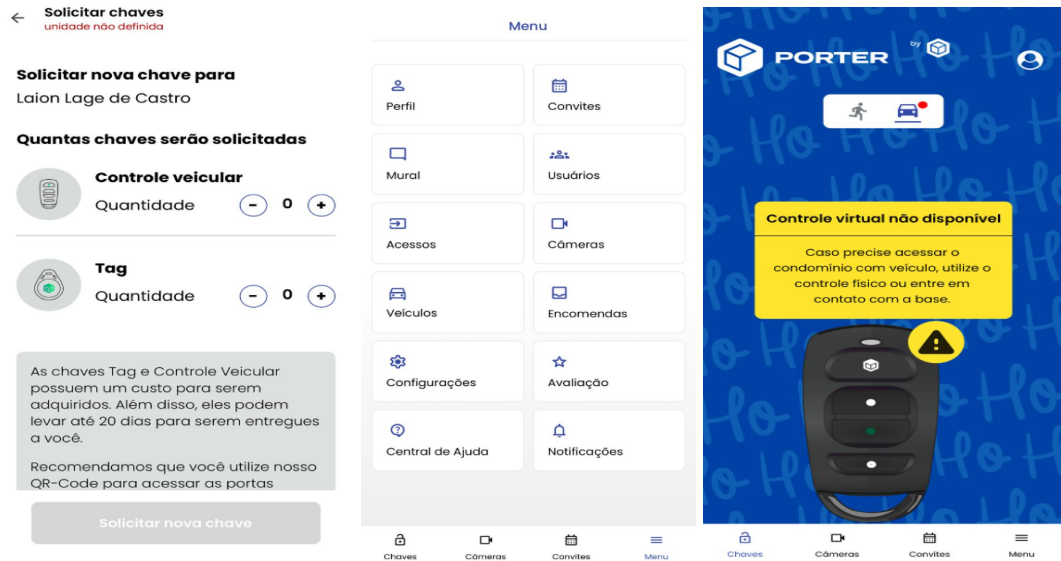 Solicitar chaves
unidade não definida
Solicitar nova chave para
Laion Lage de Castro
Quantas chaves serão solicitadas
Controle veicular
Quantidade
0
Tag
Quantidade
0
As chaves Tag e Controle Veicular
possuem um custo para serem
adquiridos. Além disso, eles podem
levar até 20 dias para serem entregues
a você.
Recomendamos que você utilize nosso
QR-Code para acessar as portas
Solicitar nova chave
Menu
Perfil
Convites
Mural
Usuários
Acessos
Câmeras
Veículos
Encomendas
Configurações
Avaliação
Central de Ajuda
Notificações
Chaves
Câmeras
Convites
Menu
PORTER
by
Ho Ho Ho Ho
Controle virtual não disponível
Caso precise acessar o
condomínio com veículo, utilize o
controle físico ou entre em
contato com a base.
Chaves
Câmeras
Convites
Menu